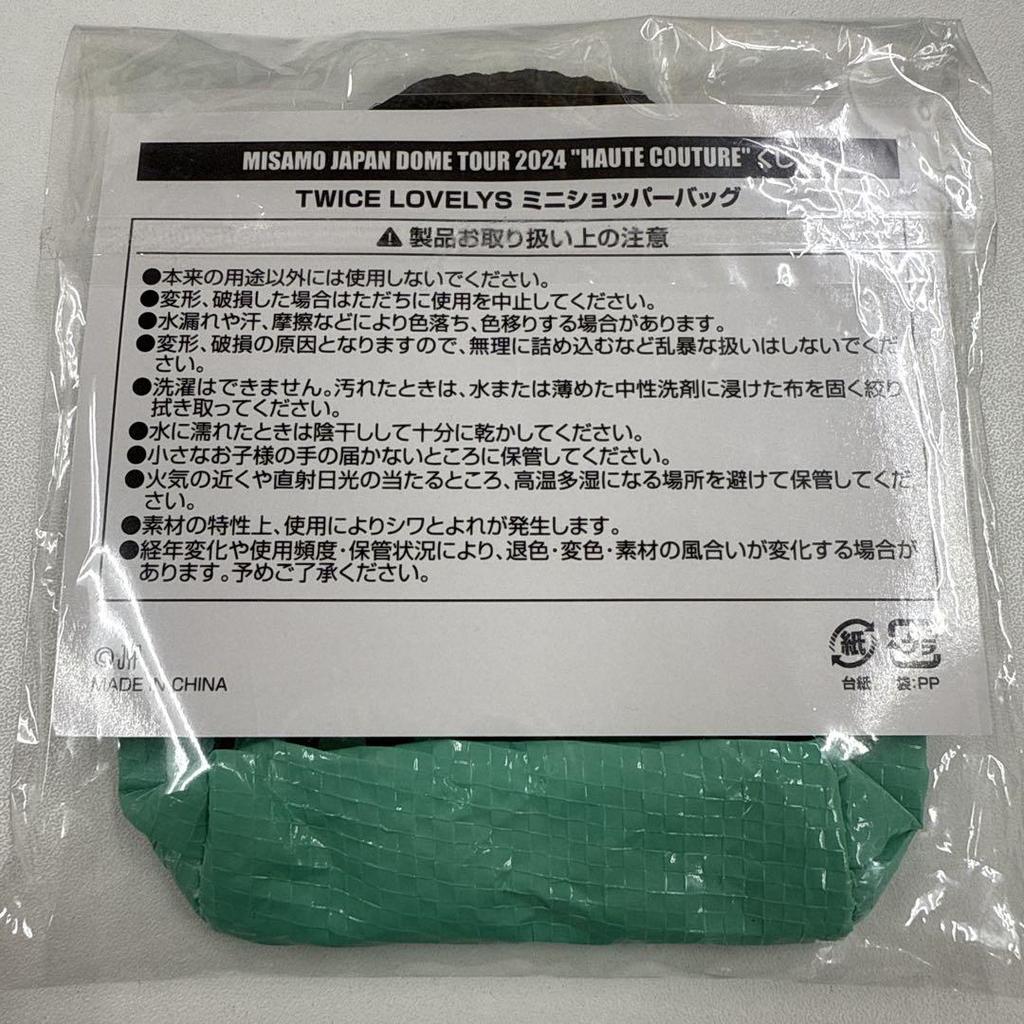 MISAMO JAPAN DOME TOUR 2024 "HAUTE COUTURE" くじ
TWICE LOVELYS ミニショッパーバッグ
⚠ 製品お取り扱い上の注意
●本来の用途以外には使用しないでください。
●変形、破損した場合はただちに使用を中止してください。
●水漏れや汗、摩擦などにより色落ち、色移りする場合があります。
●変形、破損の原因となりますので、無理に詰め込むなど乱暴な扱いはしないでくだ
さい。
●洗濯はできません。汚れたときは、水または薄めた中性洗剤に浸けた布を固く絞り
拭き取ってください。
●水に濡れたときは陰干しして十分に乾かしてください。
●小さなお子様の手の届かないところに保管してください。
●火気の近くや直射日光の当たるところ、高温多湿になる場所を避けて保管してくだ
さい。
●素材の特性上、使用によりシワとよれが発生します。
●経年変化や使用頻度・保管状況により、退色・変色・素材の風合いが変化する場合が
あります。予めご了承ください。
MADE IN CHINA
紙
台紙 袋:PP